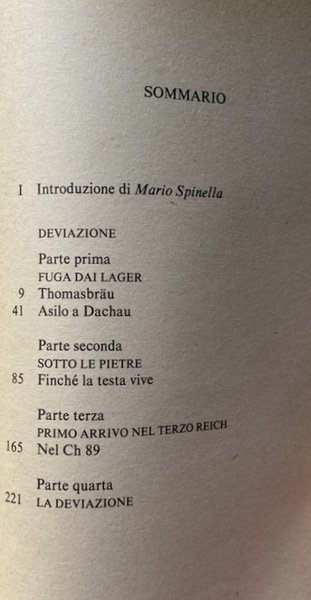 SOMMARIO
I Introduzione di Mario Spinella
DEVIAZIONE
Parte prima
FUGA DAI LAGER
9 Thomasbräu
41 Asilo a Dachau
Parte seconda
SOTTO LE PIETRE
85 Finché la testa vive
Parte terza
PRIMO ARRIVO NEL TERZO REICH
165 Nel Ch 89
Parte quarta
221 LA DEVIAZIONE